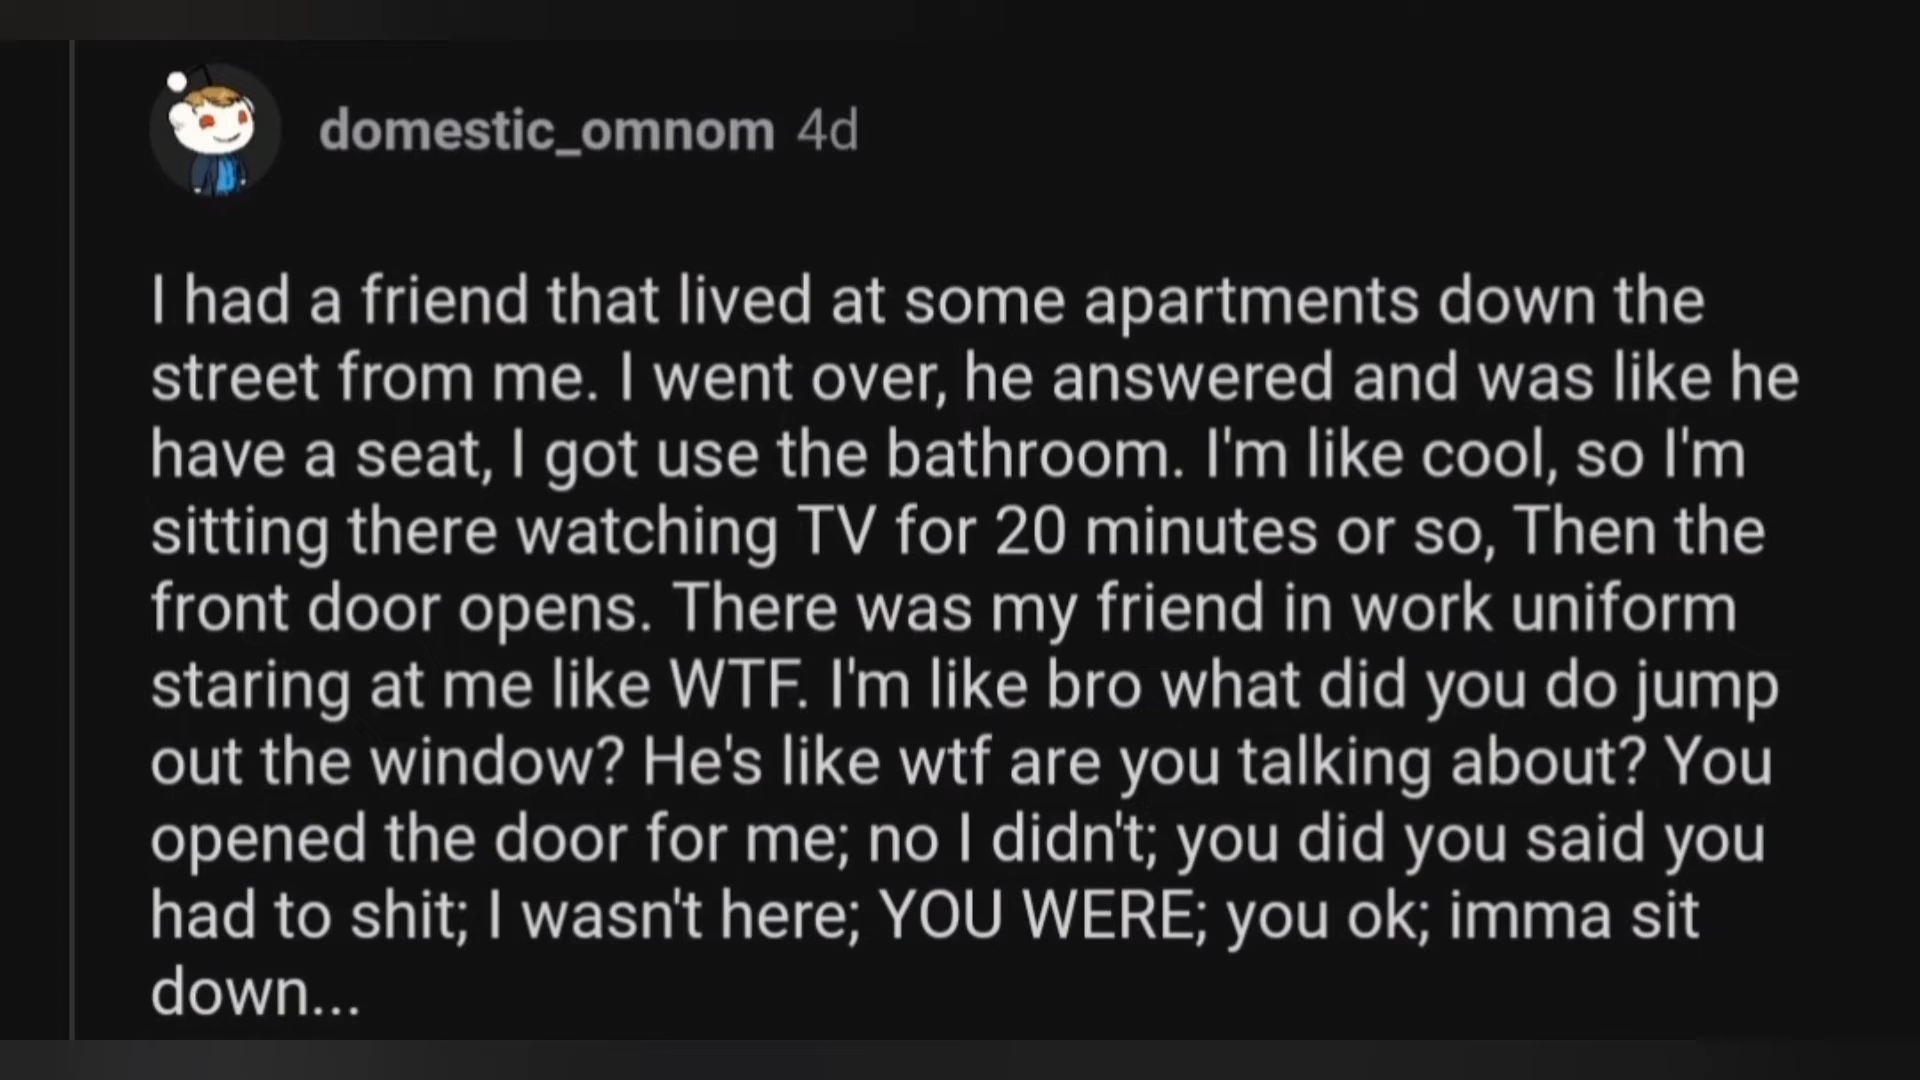 domestic_omnom 4d
I had a friend that lived at some apartments down the
street from me. I went over, he answered and was like he
have a seat, I got use the bathroom. I'm like cool, so I'm
sitting there watching TV for 20 minutes or so, Then the
front door opens. There was my friend in work uniform
staring at me like WTF. I'm like bro what did you do jump
out the window? He's like wtf are you talking about? You
opened the door for me; no I didn't; you did you said you
had to shit; I wasn't here; YOU WERE; you ok; imma sit
down...